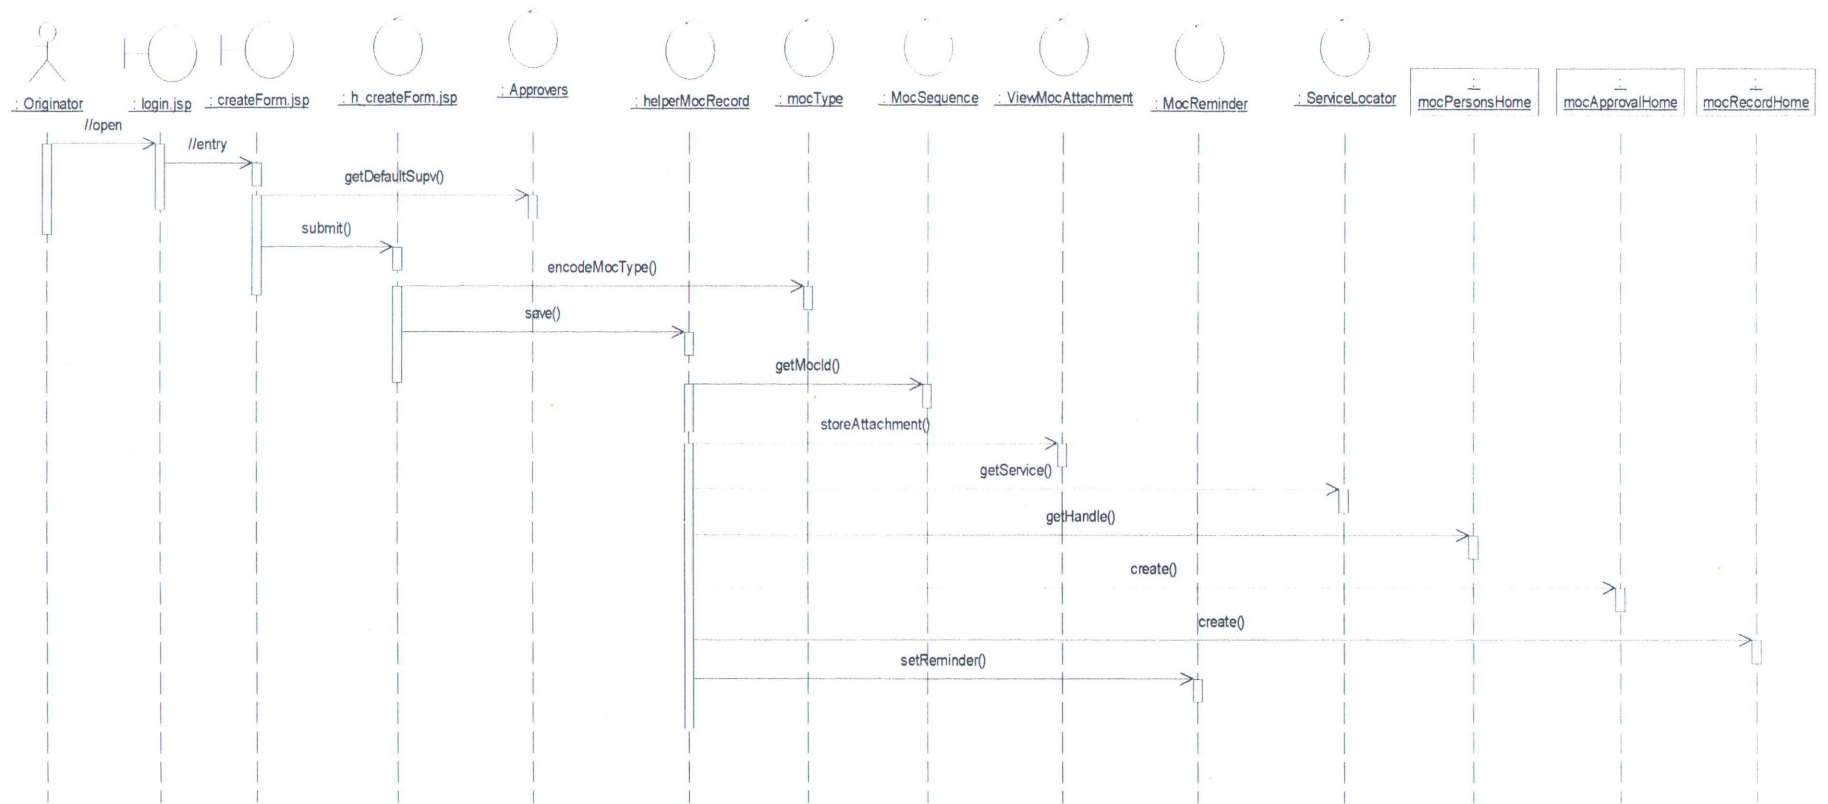 : Originator
: login.jsp
: createForm.jsp
: h_createForm.jsp
: Approvers
: helperMocRecord
: mocType
: MocSequence
: ViewMocAttachment
: MocReminder
: ServiceLocator
:
mocPersonsHome
:
mocApprovalHome
:
mocRecordHome
//open
//entry
getDefaultSupv()
submit()
encodeMocType()
save()
getMocId()
storeAttachment()
getService()
getHandle()
create()
create()
setReminder()